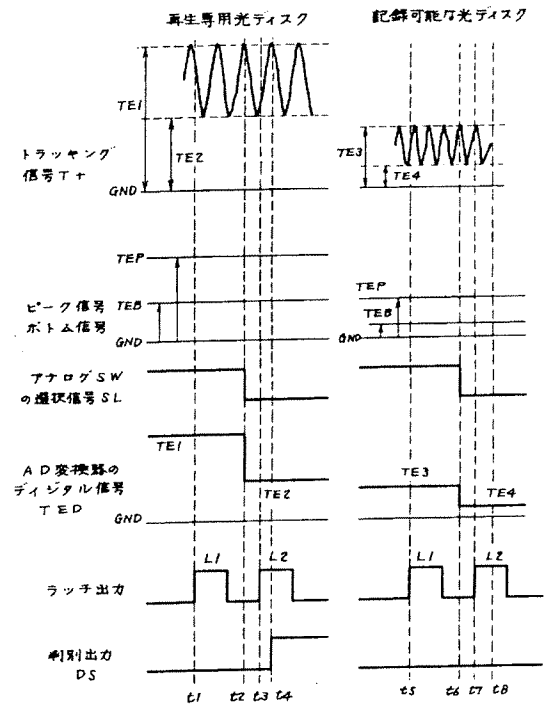 再生専用光ディスク
記録可能な光ディスク
TE1
TE2
TE3
TE4
トラッキング
信号T+
GND
TEP
TEB
GND
TEP
TEB
GND
ピーク信号
ボトム信号
アナログSW
の選択信号SL
TE1
TE2
TE3
TE4
AD変換器の
ディジタル信号
TED
GND
L1
L2
L1
L2
ラッチ出力
判別出力
DS
t1
t2
t3
t4
t5
t6
t7
t8